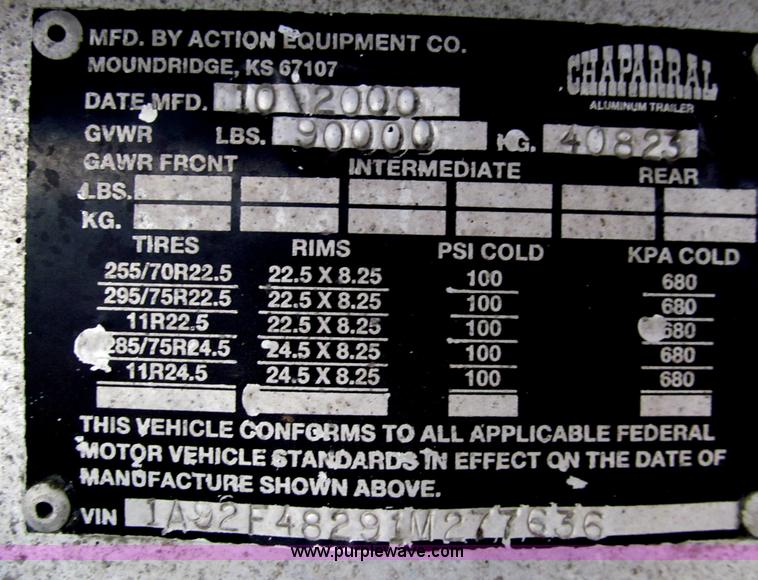 MFD. BY ACTION EQUIPMENT CO.
MOUNDRIDGE, KS 67107
CHAPARRAL
ALUMINUM TRAILER
DATE MFD. 10\2000
GVWR LBS. 90000 KG. 40823
GAWR FRONT INTERMEDIATE REAR
LBS.
KG.
TIRES RIMS PSI COLD KPA COLD
255/70R22.5 22.5 X 8.25 100 680
295/75R22.5 22.5 X 8.25 100 680
11R22.5 22.5 X 8.25 100 680
285/75R24.5 24.5 X 8.25 100 680
11R24.5 24.5 X 8.25 100 680
THIS VEHICLE CONFORMS TO ALL APPLICABLE FEDERAL
MOTOR VEHICLE STANDARDS IN EFFECT ON THE DATE OF
MANUFACTURE SHOWN ABOVE.
VIN 1A92F48291M277636
www.purplewave.com